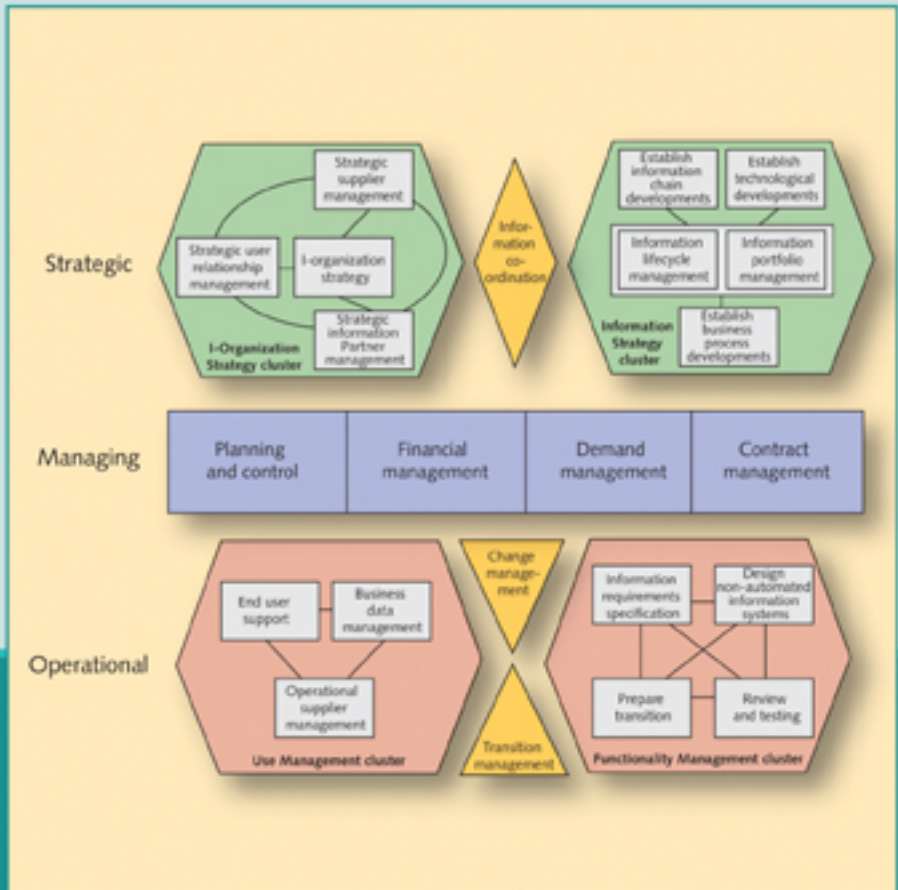 Strategic
Strategic
supplier
management
Strategic user
relationship
management
I-organization
strategy
Strategic
information
Partner
management
I-Organization
Strategy cluster
Infor-
mation
co-
ordination
Establish
information
chain
developments
Establish
technological
developments
Information
lifecycle
management
Information
portfolio
management
Information
Strategy
cluster
Establish
business
process
developments
Managing
Planning
and control
Financial
management
Demand
management
Contract
management
Operational
End user
support
Business
data
management
Operational
supplier
management
Use Management cluster
Change
manage-
ment
Transition
management
Information
requirements
specification
Design
non-automated
information
systems
Prepare
transition
Review
and testing
Functionality Management cluster